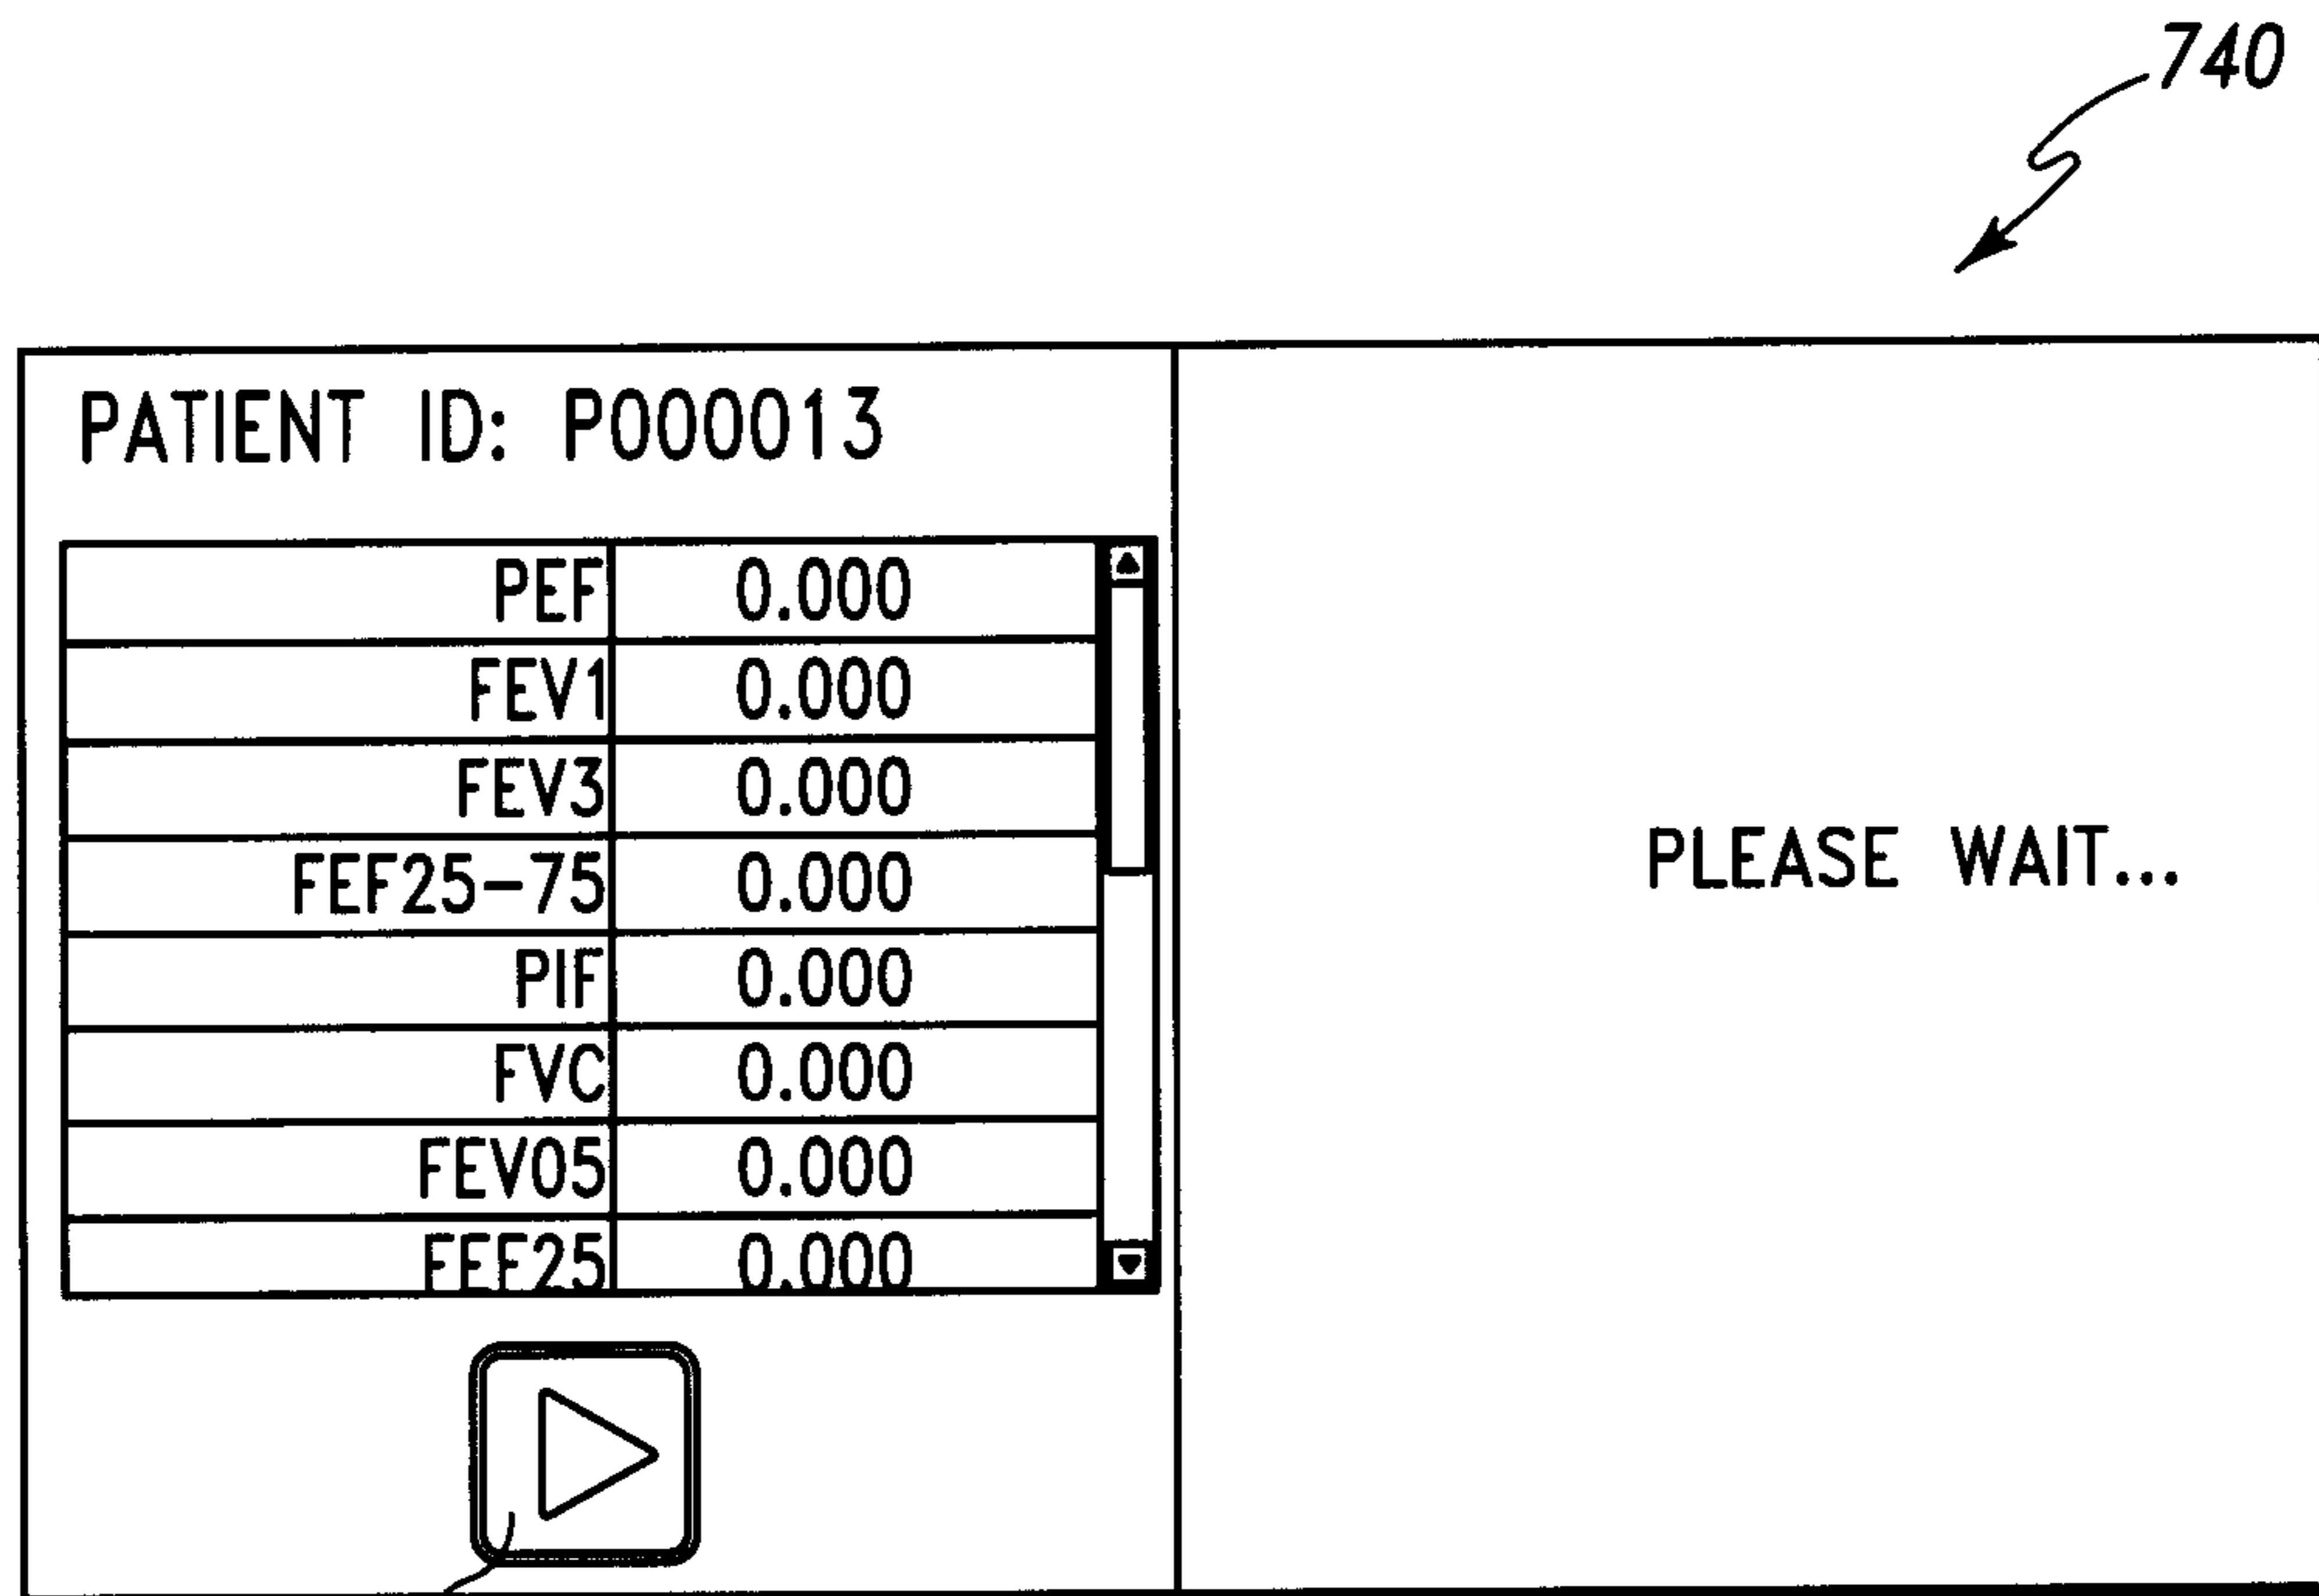 740
PATIENT ID: P000013
PEF 0.000
FEV1 0.000
FEV3 0.000
FEF25-75 0.000
PIF 0.000
FVC 0.000
FEV05 0.000
FEF25 0.000
PLEASE WAIT...